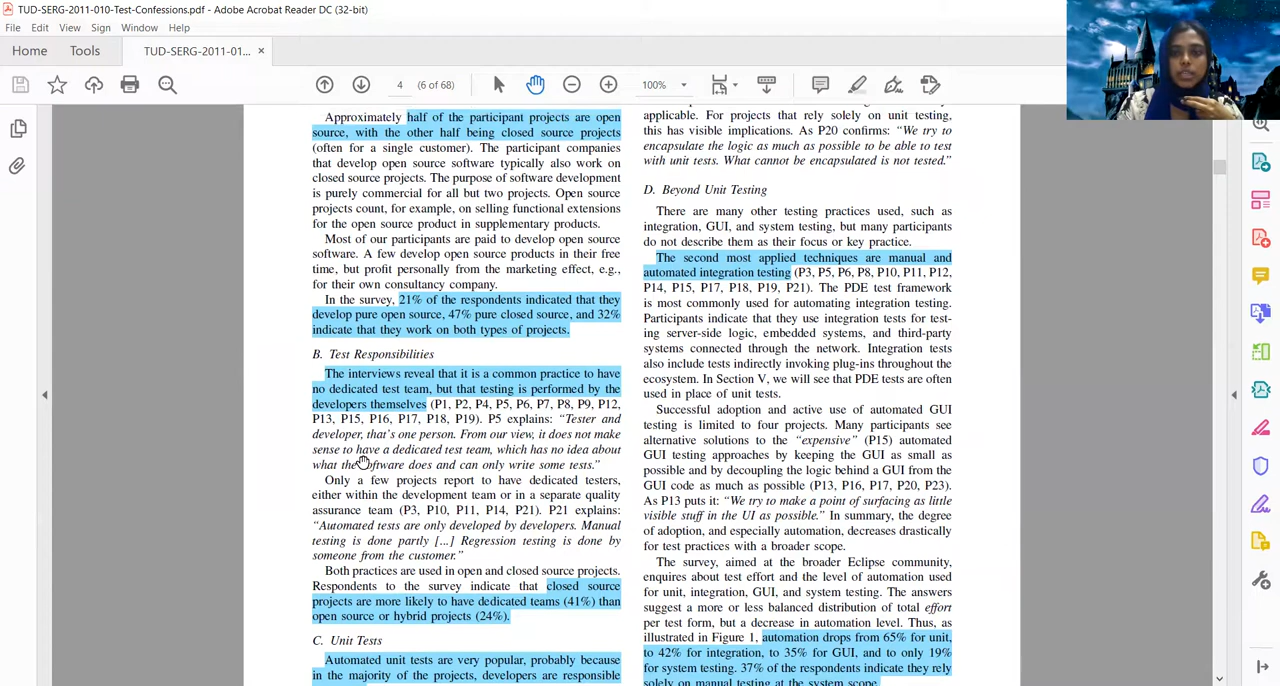 TUD-SERG-2011-010-Test-Confessions.pdf - Adobe Acrobat Reader DC (32-bit)
File Edit View Sign Window Help
Home Tools TUD-SERG-2011-01... ×
4 (6 of 68) 100%
Approximately half of the participant projects are open
source, with the other half being closed source projects
(often for a single customer). The participant companies
that develop open source software typically also work on
closed source projects. The purpose of software development
is purely commercial for all but two projects. Open source
projects count, for example, on selling functional extensions
for the open source product in supplementary products.
Most of our participants are paid to develop open source
software. A few develop open source products in their free
time, but profit personally from the marketing effect, e.g.,
for their own consultancy company.
In the survey, 21% of the respondents indicated that they
develop pure open source, 47% pure closed source, and 32%
indicate that they work on both types of projects.
B. Test Responsibilities
The interviews reveal that it is a common practice to have
no dedicated test team, but that testing is performed by the
developers themselves (P1, P2, P4, P5, P6, P7, P8, P9, P12,
P13, P15, P16, P17, P18, P19). P5 explains: “Tester and
developer, that’s one person. From our view, it does not make
sense to have a dedicated test team, which has no idea about
what the software does and can only write some tests.”
Only a few projects report to have dedicated testers,
either within the development team or in a separate quality
assurance team (P3, P10, P11, P14, P21). P21 explains:
“Automated tests are only developed by developers. Manual
testing is done partly [...] Regression testing is done by
someone from the customer.”
Both practices are used in open and closed source projects.
Respondents to the survey indicate that closed source
projects are more likely to have dedicated teams (41%) than
open source or hybrid projects (24%).
C. Unit Tests
Automated unit tests are very popular, probably because
in the majority of the projects, developers are responsible
applicable. For projects that rely solely on unit testing,
this has visible implications. As P20 confirms: “We try to
encapsulate the logic as much as possible to be able to test
with unit tests. What cannot be encapsulated is not tested.”
D. Beyond Unit Testing
There are many other testing practices used, such as
integration, GUI, and system testing, but many participants
do not describe them as their focus or key practice.
The second most applied techniques are manual and
automated integration testing (P3, P5, P6, P8, P10, P11, P12,
P14, P15, P17, P18, P19, P21). The PDE test framework
is most commonly used for automating integration testing.
Participants indicate that they use integration tests for test-
ing server-side logic, embedded systems, and third-party
systems connected through the network. Integration tests
also include tests indirectly invoking plug-ins throughout the
ecosystem. In Section V, we will see that PDE tests are often
used in place of unit tests.
Successful adoption and active use of automated GUI
testing is limited to four projects. Many participants see
alternative solutions to the “expensive” (P15) automated
GUI testing approaches by keeping the GUI as small as
possible and by decoupling the logic behind a GUI from the
GUI code as much as possible (P13, P16, P17, P20, P23).
As P13 puts it: “We try to make a point of surfacing as little
visible stuff in the UI as possible.” In summary, the degree
of adoption, and especially automation, decreases drastically
for test practices with a broader scope.
The survey, aimed at the broader Eclipse community,
enquires about test effort and the level of automation used
for unit, integration, GUI, and system testing. The answers
suggest a more or less balanced distribution of total effort
per test form, but a decrease in automation level. Thus, as
illustrated in Figure 1, automation drops from 65% for unit,
to 42% for integration, to 35% for GUI, and to only 19%
for system testing. 37% of the respondents indicate they rely
solely on manual testing at the system scope.